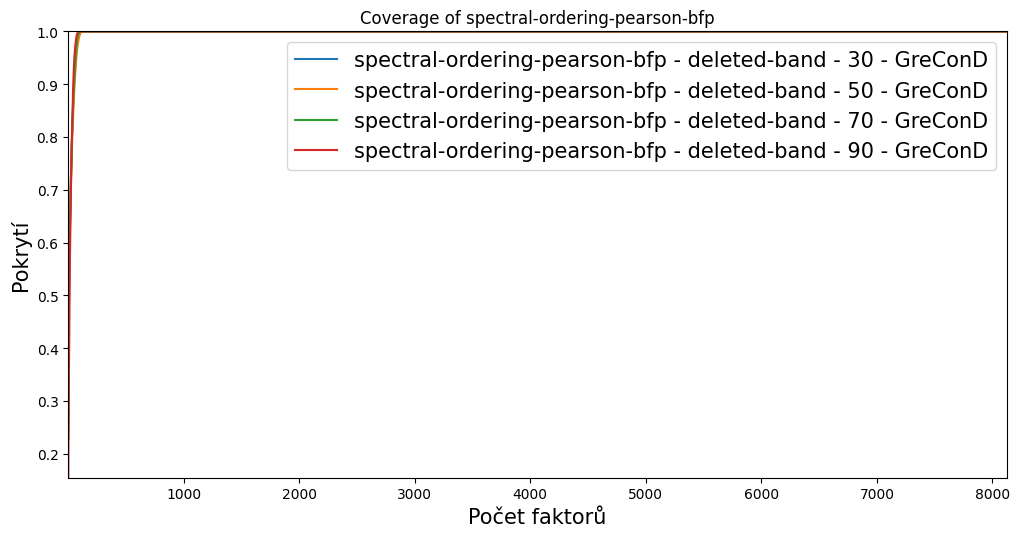 Coverage of spectral-ordering-pearson-bfp
1.0
0.9
0.8
0.7
0.6
0.5
0.4
0.3
0.2
Pokrytí
spectral-ordering-pearson-bfp - deleted-band - 30 - GreConD
spectral-ordering-pearson-bfp - deleted-band - 50 - GreConD
spectral-ordering-pearson-bfp - deleted-band - 70 - GreConD
spectral-ordering-pearson-bfp - deleted-band - 90 - GreConD
1000 2000 3000 4000 5000 6000 7000 8000
Počet faktorů